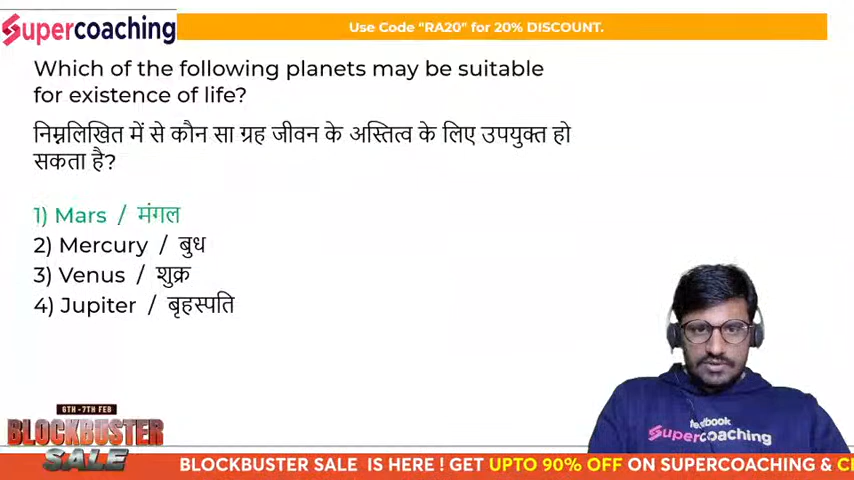 Supercoaching
Use Code "RA20" for 20% DISCOUNT.
Which of the following planets may be suitable
for existence of life?
निम्नलिखित में से कौन सा ग्रह जीवन के अस्तित्व के लिए उपयुक्त हो
सकता है?
1) Mars / मंगल
2) Mercury / बुध
3) Venus / शुक्र
4) Jupiter / बृहस्पति
testbook
Supercoaching
6TH - 7TH FEB
BLOCKBUSTER
SALE
BLOCKBUSTER SALE IS HERE ! GET UPTO 90% OFF ON SUPERCOACHING &